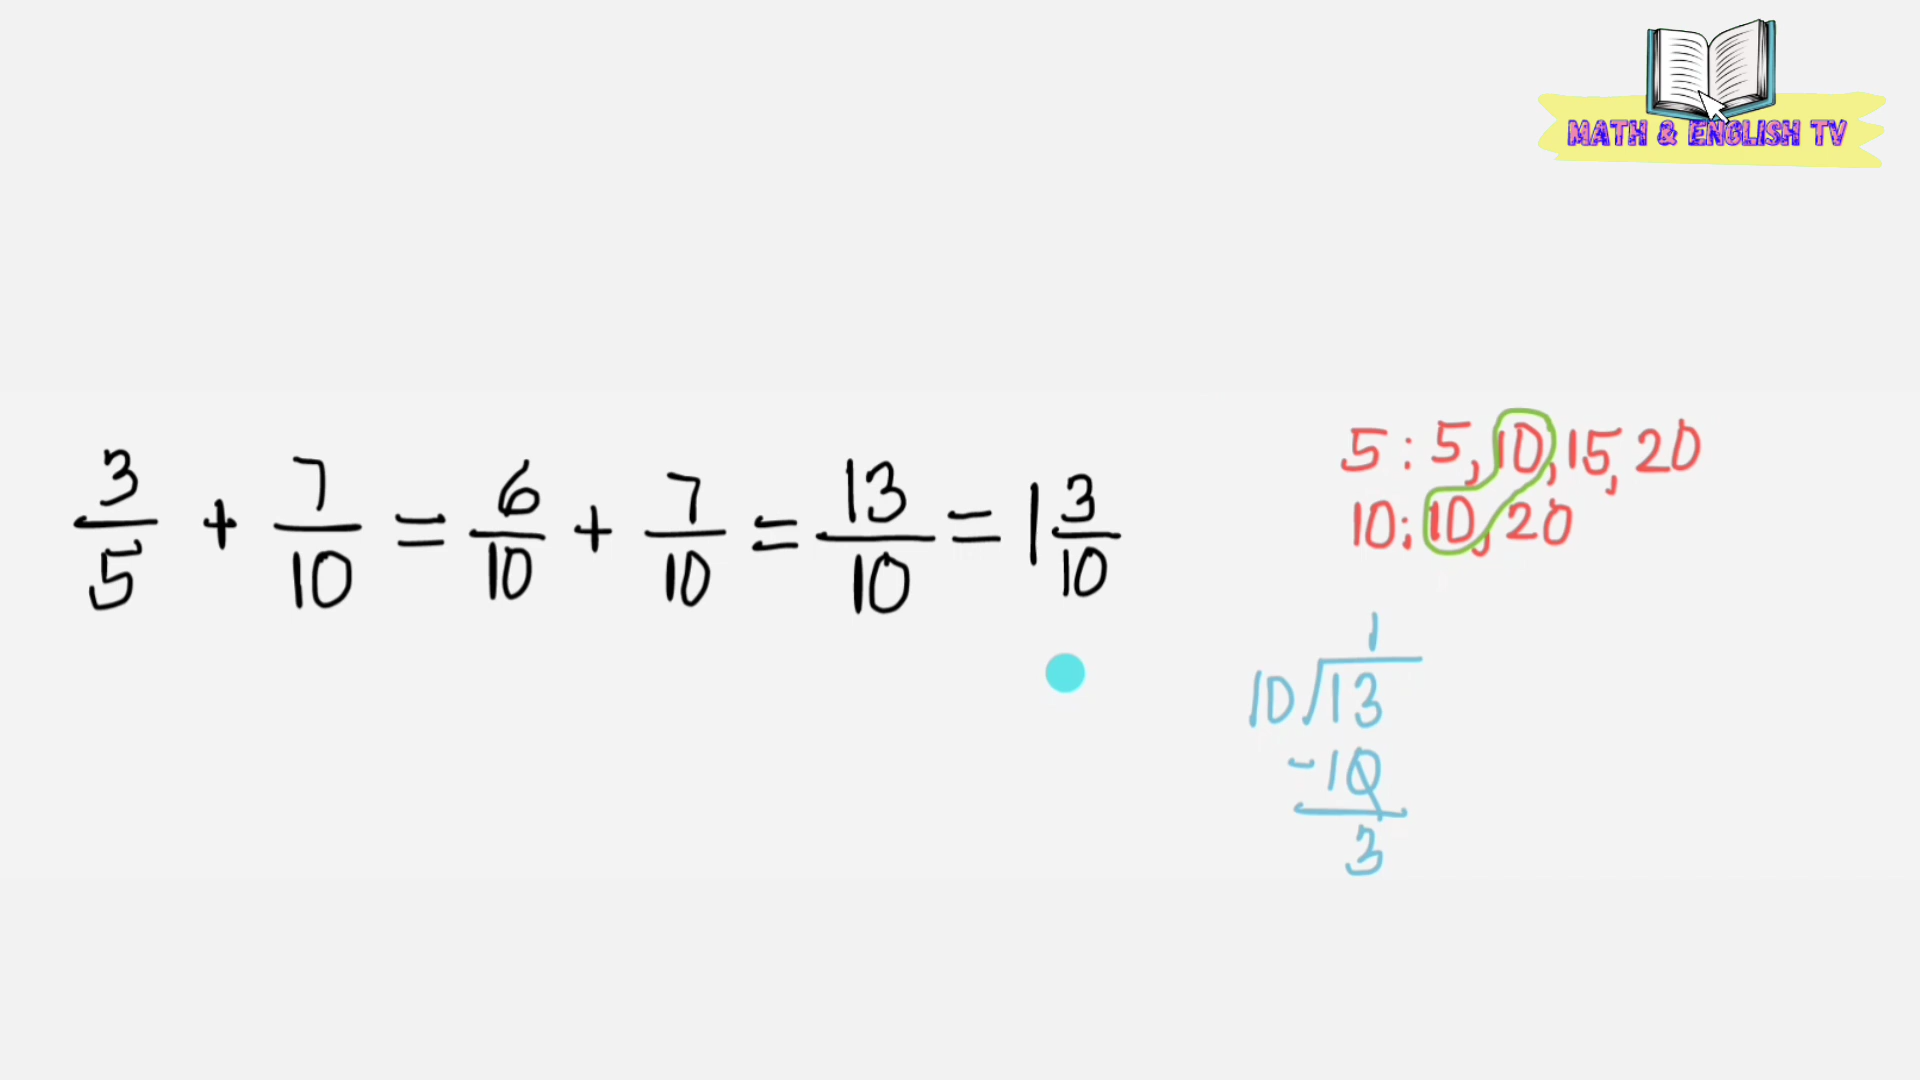 MATH & ENGLISH TV
3/5 + 7/10 = 6/10 + 7/10 = 13/10 = 1 3/10
5: 5, 10, 15, 20
10: 10, 20
1
10√13
-10
3